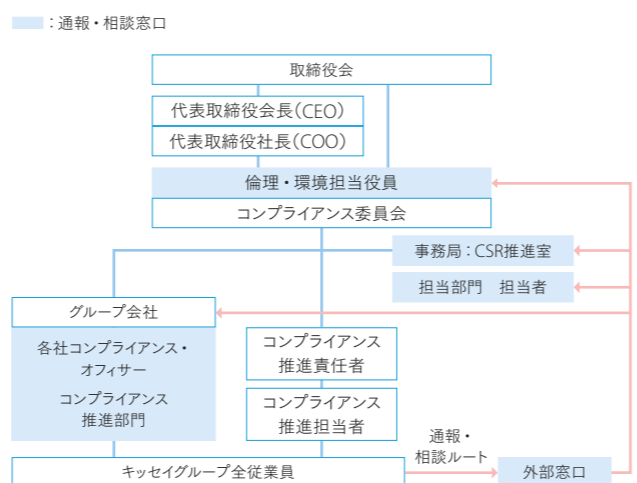 ：通報・相談窓口
取締役会
代表取締役会長（CEO）
代表取締役社長（COO）
倫理・環境担当役員
コンプライアンス委員会
事務局：CSR推進室
担当部門　担当者
グループ会社
各社コンプライアンス・
オフィサー
コンプライアンス
推進部門
コンプライアンス
推進責任者
コンプライアンス
推進担当者
通報・
相談ルート
キッセイグループ全従業員
外部窓口